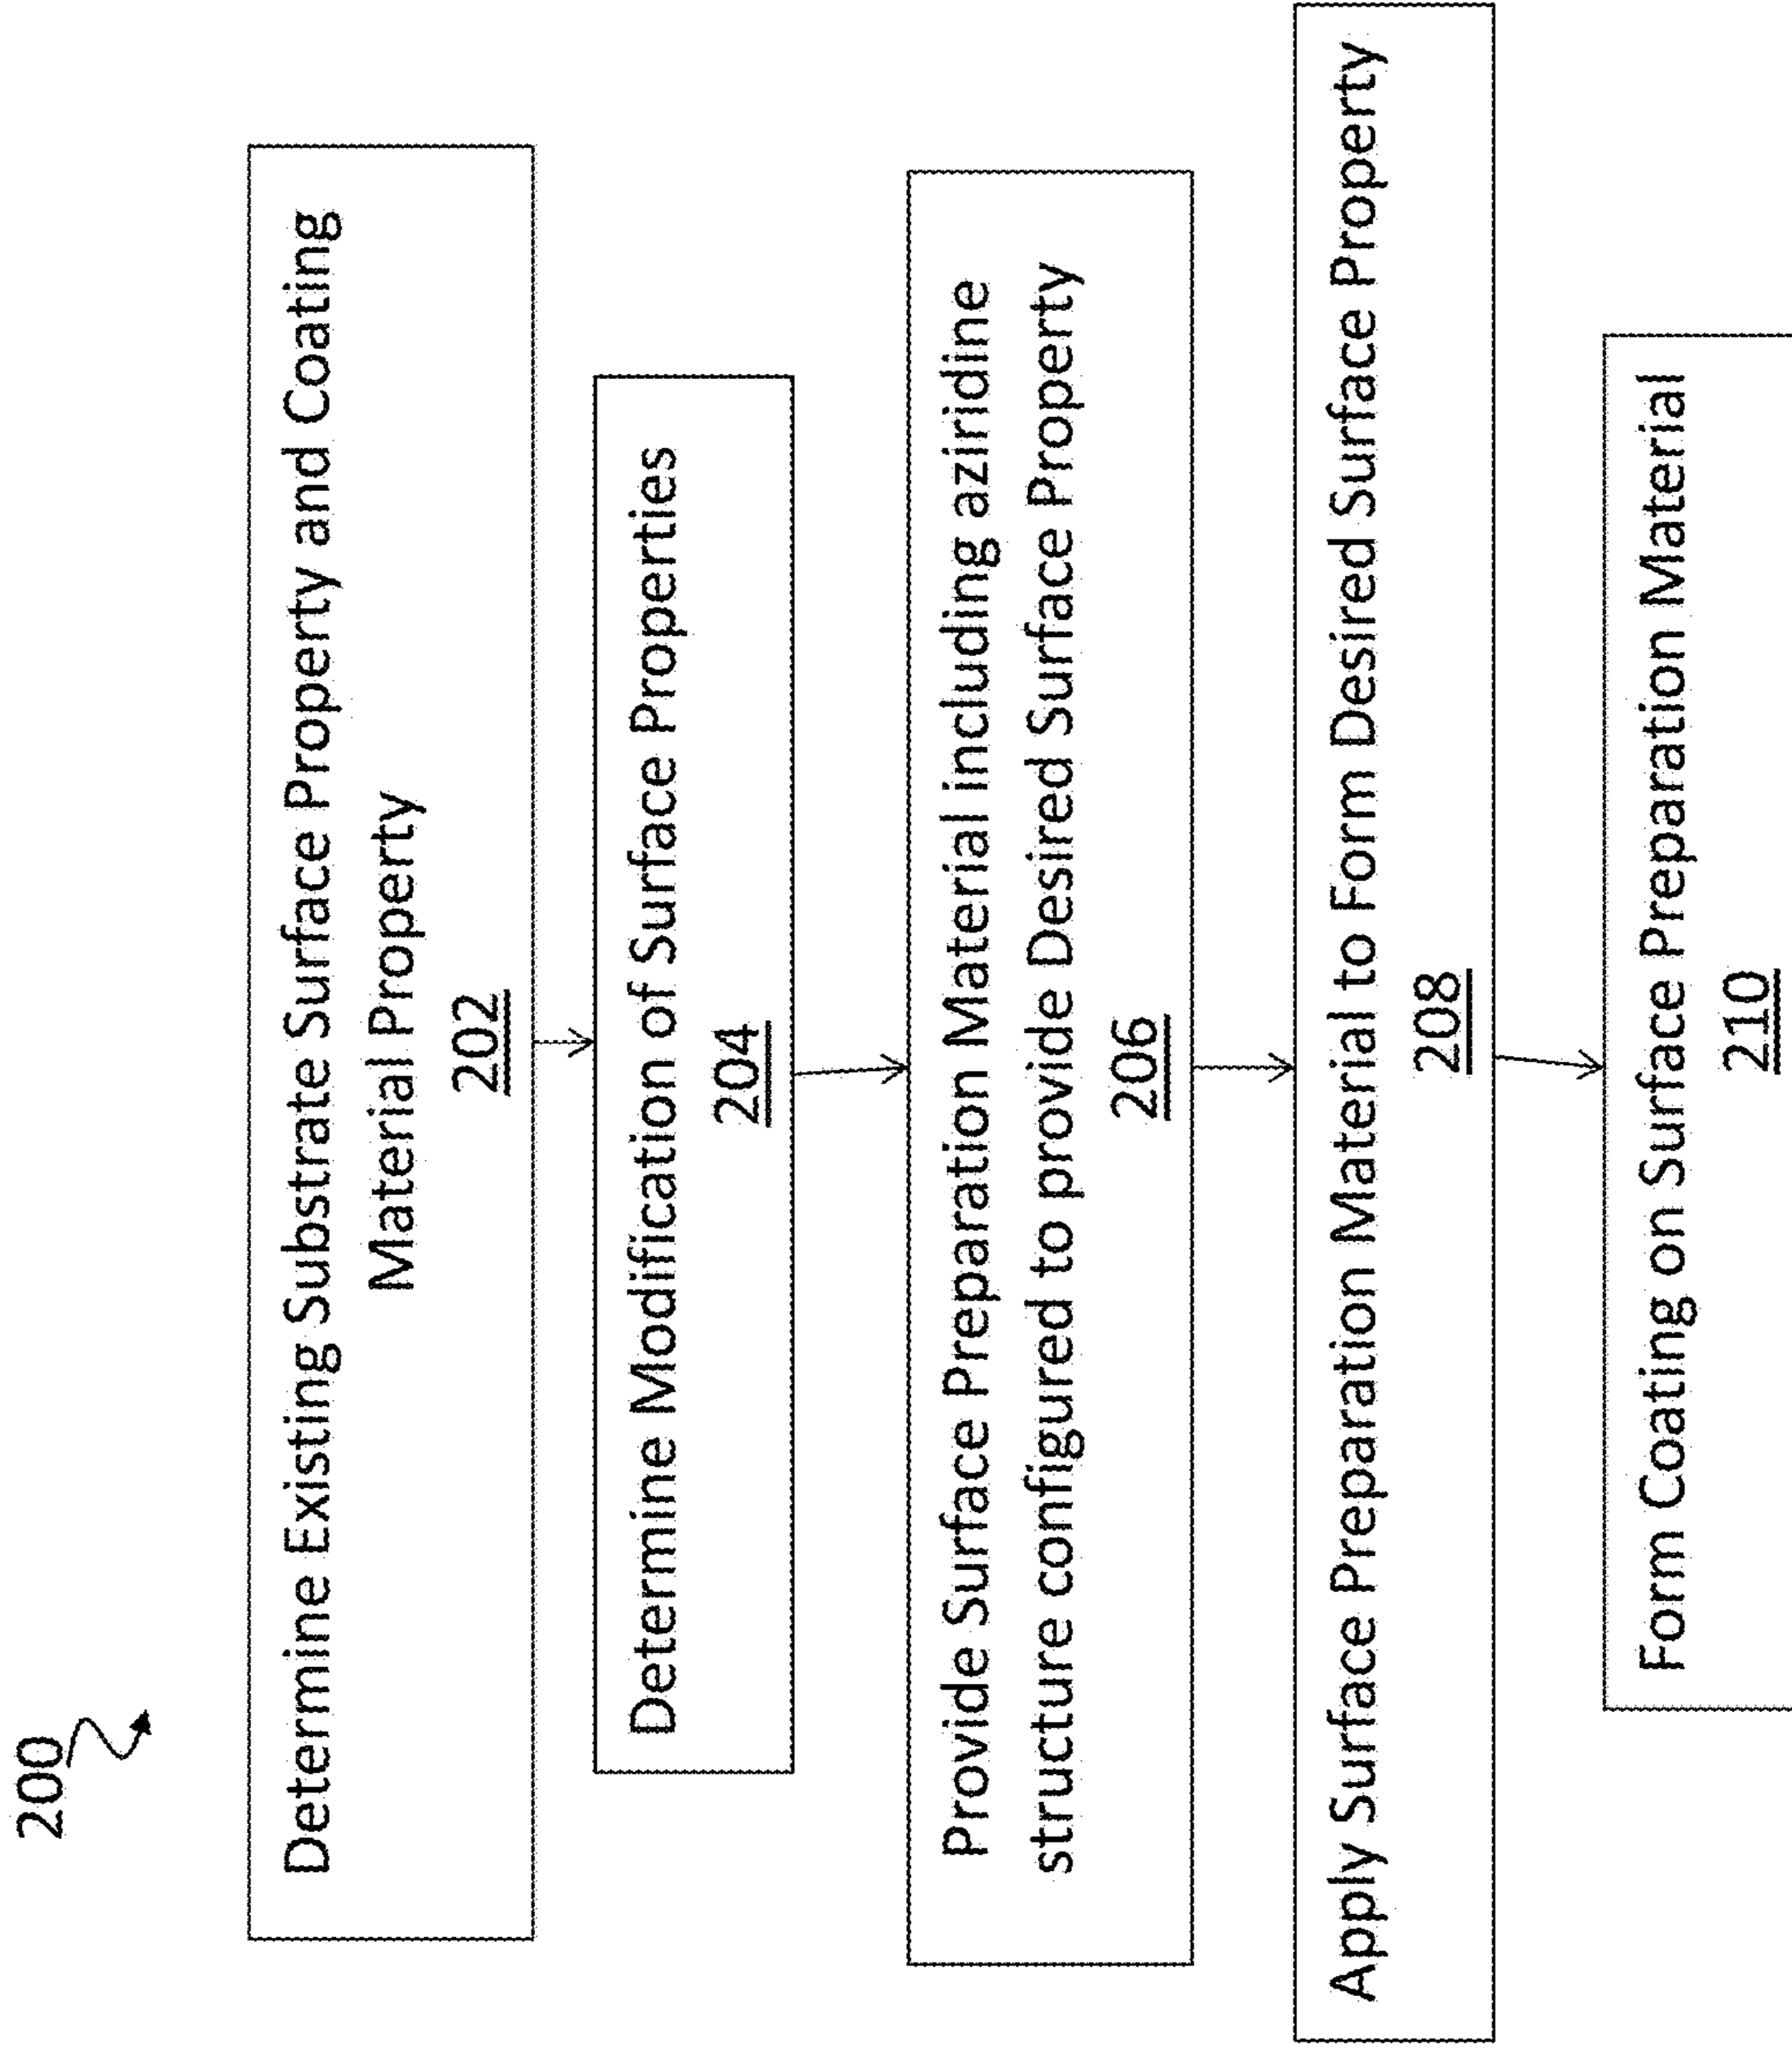 200
Determine Existing Substrate Surface Property and Coating
Material Property
202
Determine Modification of Surface Properties
204
Provide Surface Preparation Material including aziridine
structure configured to provide Desired Surface Property
206
Apply Surface Preparation Material to Form Desired Surface Property
208
Form Coating on Surface Preparation Material
210